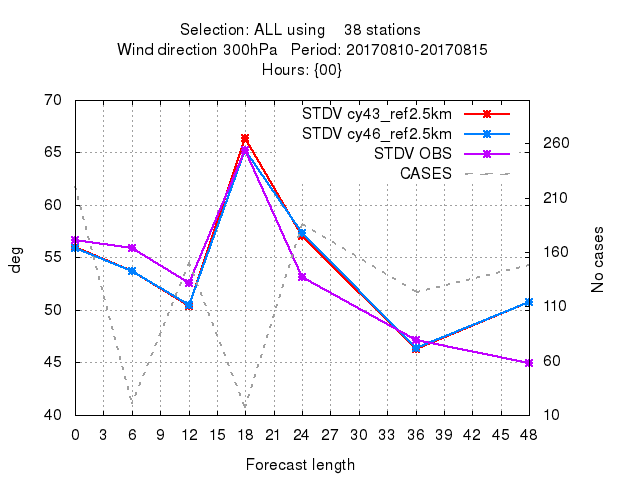 Selection: ALL using    38 stations
Wind direction 300hPa   Period: 20170810-20170815
Hours: {00}
STDV cy43_ref2.5km
STDV cy46_ref2.5km
STDV OBS
CASES
70
65
60
55
50
45
40
deg
260
210
160
110
60
10
No cases
0 3 6 9 12 15 18 21 24 27 30 33 36 39 42 45 48
Forecast length